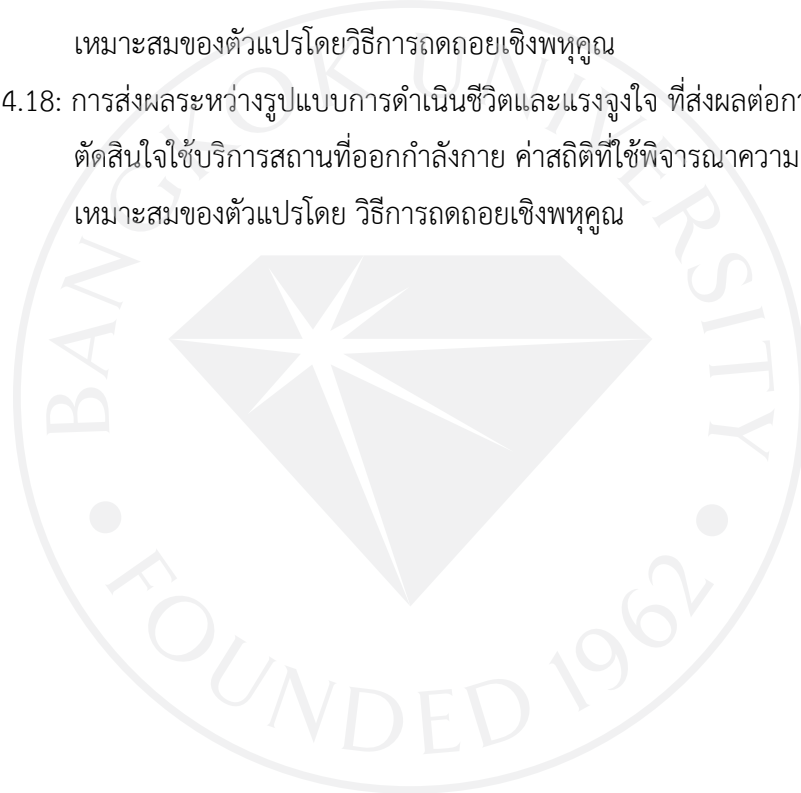 เหมาะสมของตัวแปรโดยวิธีการถดถอยเชิงพหุคูณ
4.18: การส่งผลระหว่างรูปแบบการดำเนินชีวิตและแรงจูงใจ ที่ส่งผลต่อ
ตัดสินใจใช้บริการสถานที่ออกกำลังกาย ค่าสถิติที่ใช้พิจารณาความ
เหมาะสมของตัวแปรโดย วิธีการถดถอยเชิงพหุคูณ
BANGKOK UNIVERSITY
FOUNDED 1962